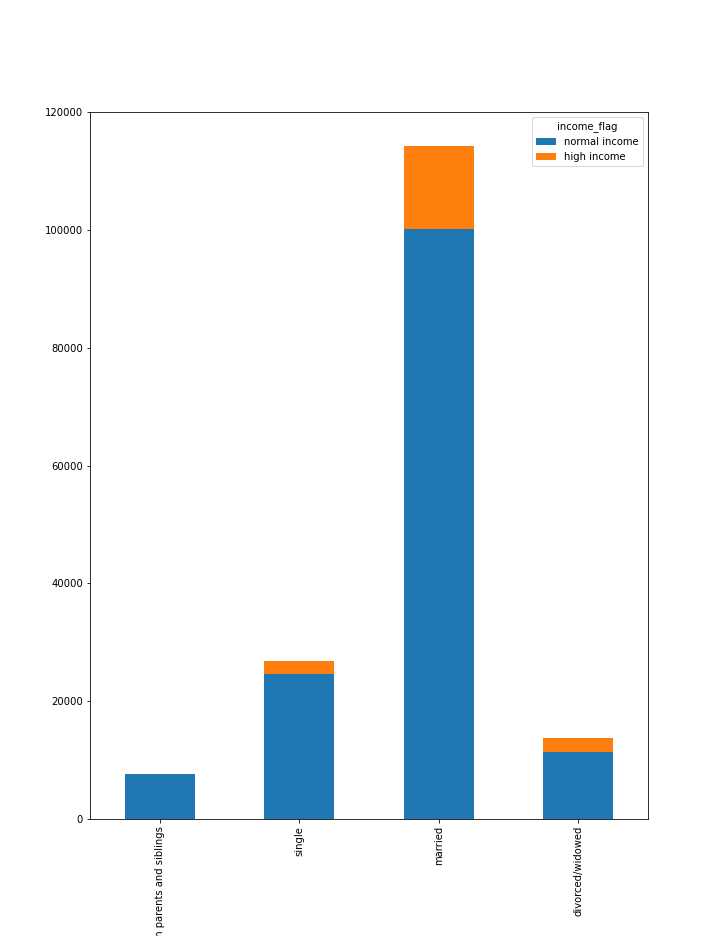 120000
100000
80000
60000
40000
20000
0
income_flag
normal income
high income
parents and siblings
single
married
divorced/widowed